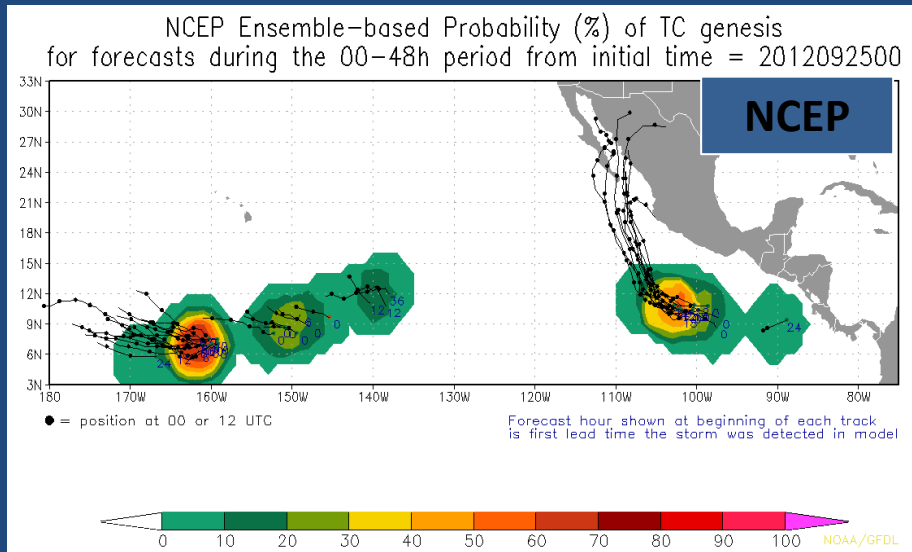 NCEP Ensemble-based Probability (%) of TC genesis
for forecasts during the 00-48h period from initial time = 2012092500
NCEP
33N
30N
27N
24N
21N
18N
15N
12N
9N
6N
3N
36
12
12
0
0
0
0
0
24
12
0
0
24
180 170W 160W 150W 140W 130W 120W 110W 100W 90W 80W
● = position at 00 or 12 UTC
Forecast hour shown at beginning of each track
is first lead time the storm was detected in model
0 10 20 30 40 50 60 70 80 90 100
NOAA/GFDL